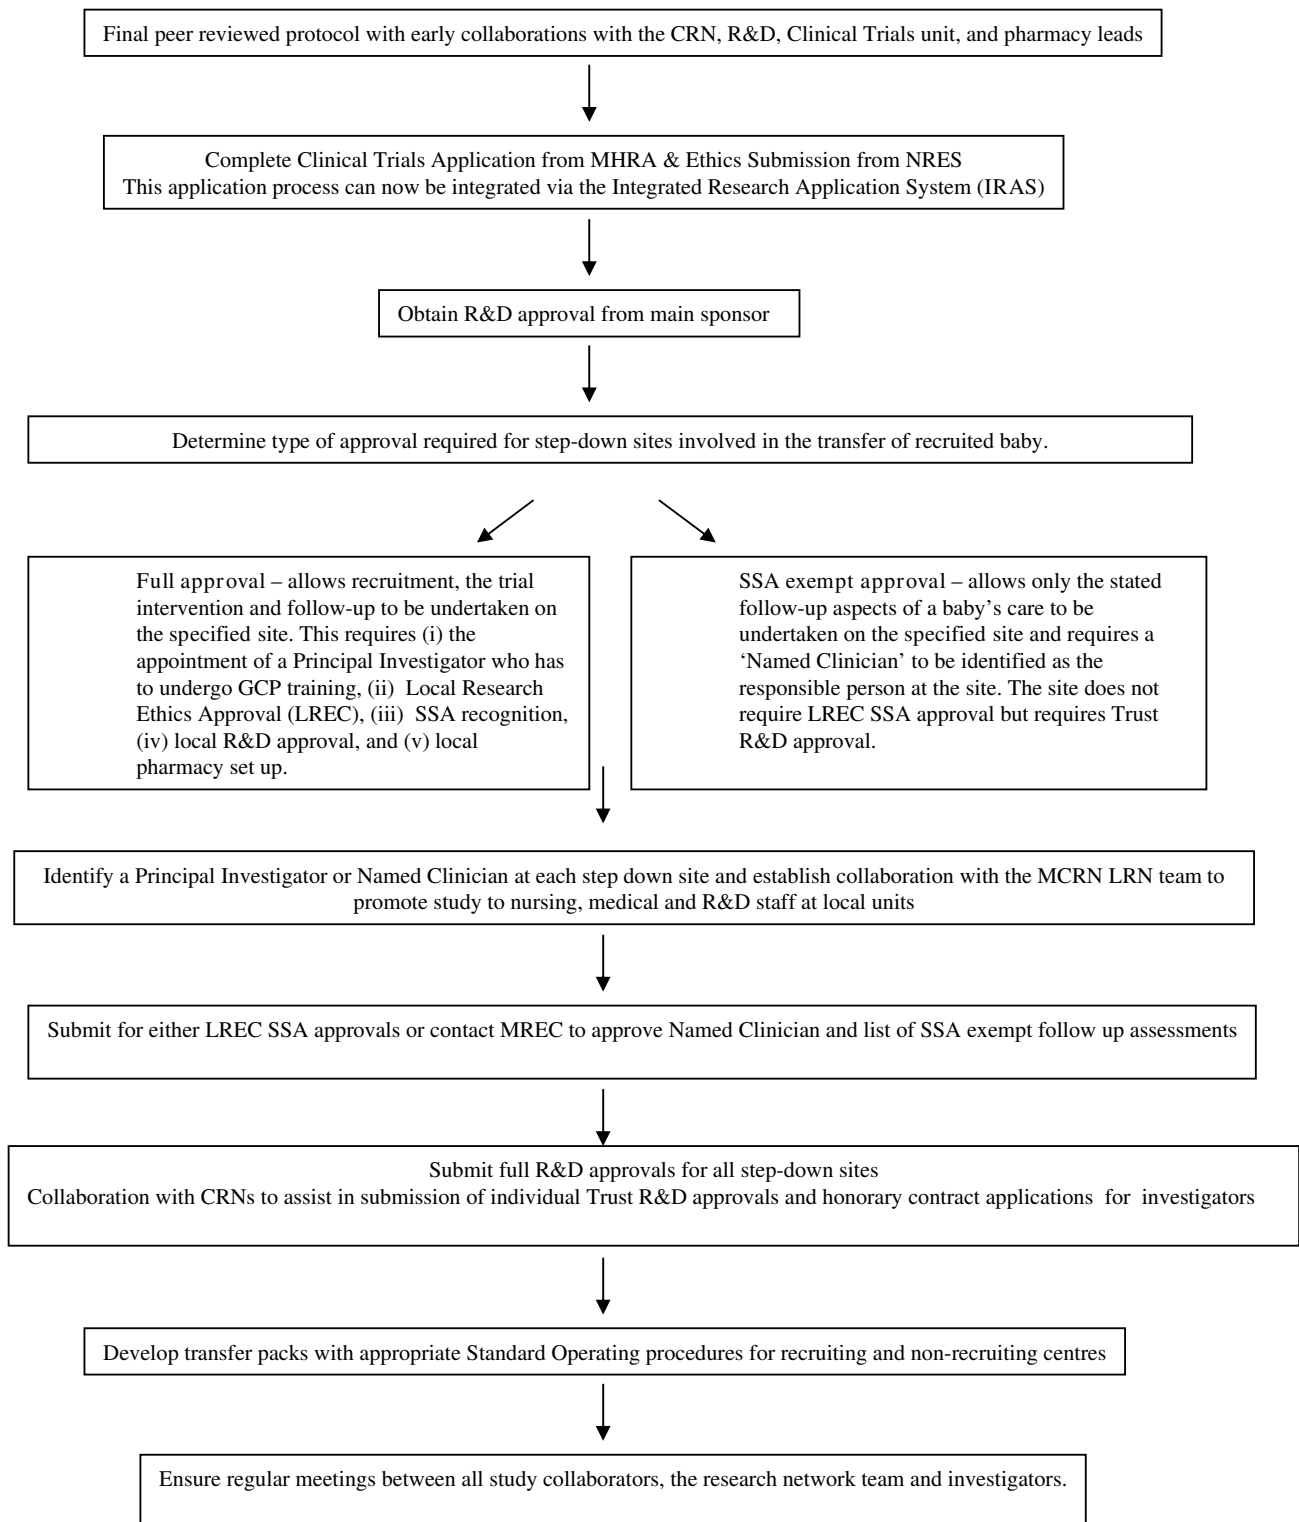 Final peer reviewed protocol with early collaborations with the CRN, R&D, Clinical Trials unit, and pharmacy leads
Complete Clinical Trials Application from MHRA & Ethics Submission from NRES
This application process can now be integrated via the Integrated Research Application System (IRAS)
Obtain R&D approval from main sponsor
Determine type of approval required for step-down sites involved in the transfer of recruited baby.
Full approval – allows recruitment, the trial
intervention and follow-up to be undertaken on
the specified site. This requires (i) the
appointment of a Principal Investigator who has
to undergo GCP training, (ii) Local Research
Ethics Approval (LREC), (iii) SSA recognition,
(iv) local R&D approval, and (v) local
pharmacy set up.
SSA exempt approval – allows only the stated
follow-up aspects of a baby’s care to be
undertaken on the specified site and requires a
‘Named Clinician’ to be identified as the
responsible person at the site. The site does not
require LREC SSA approval but requires Trust
R&D approval.
Identify a Principal Investigator or Named Clinician at each step down site and establish collaboration with the MCRN LRN team to
promote study to nursing, medical and R&D staff at local units
Submit for either LREC SSA approvals or contact MREC to approve Named Clinician and list of SSA exempt follow up assessments
Submit full R&D approvals for all step-down sites
Collaboration with CRNs to assist in submission of individual Trust R&D approvals and honorary contract applications for investigators
Develop transfer packs with appropriate Standard Operating procedures for recruiting and non-recruiting centres
Ensure regular meetings between all study collaborators, the research network team and investigators.